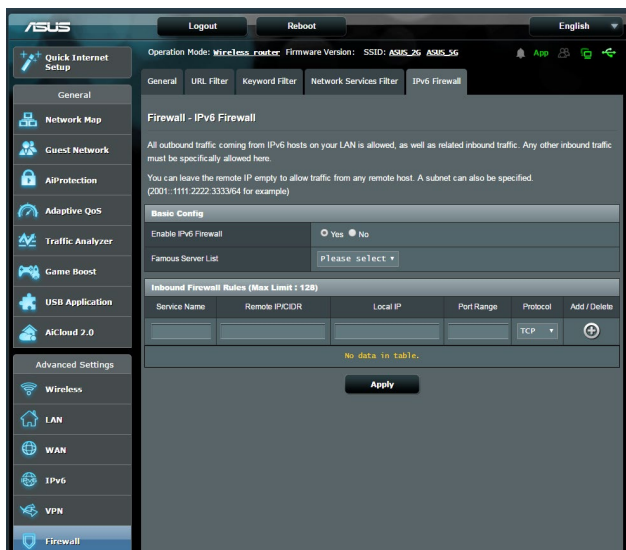 ASUS
Logout
Reboot
English
Quick Internet Setup
Operation Mode: Wireless router Firmware Version: SSID: ASUS_2G ASUS_5G
App
General
URL Filter
Keyword Filter
Network Services Filter
IPv6 Firewall
General
Network Map
Guest Network
AiProtection
Adaptive QoS
Traffic Analyzer
Game Boost
USB Application
AiCloud 2.0
Advanced Settings
Wireless
LAN
WAN
IPv6
VPN
Firewall
Firewall - IPv6 Firewall
All outbound traffic coming from IPv6 hosts on your LAN is allowed, as well as related inbound traffic. Any other inbound traffic
must be specifically allowed here.
You can leave the remote IP empty to allow traffic from any remote host. A subnet can also be specified.
(2001::1111:2222:3333/64 for example)
Basic Config
Enable IPv6 Firewall
Yes No
Famous Server List
Please select
Inbound Firewall Rules (Max Limit : 128)
Service Name Remote IP/CIDR Local IP Port Range Protocol Add / Delete
TCP
No data in table.
Apply